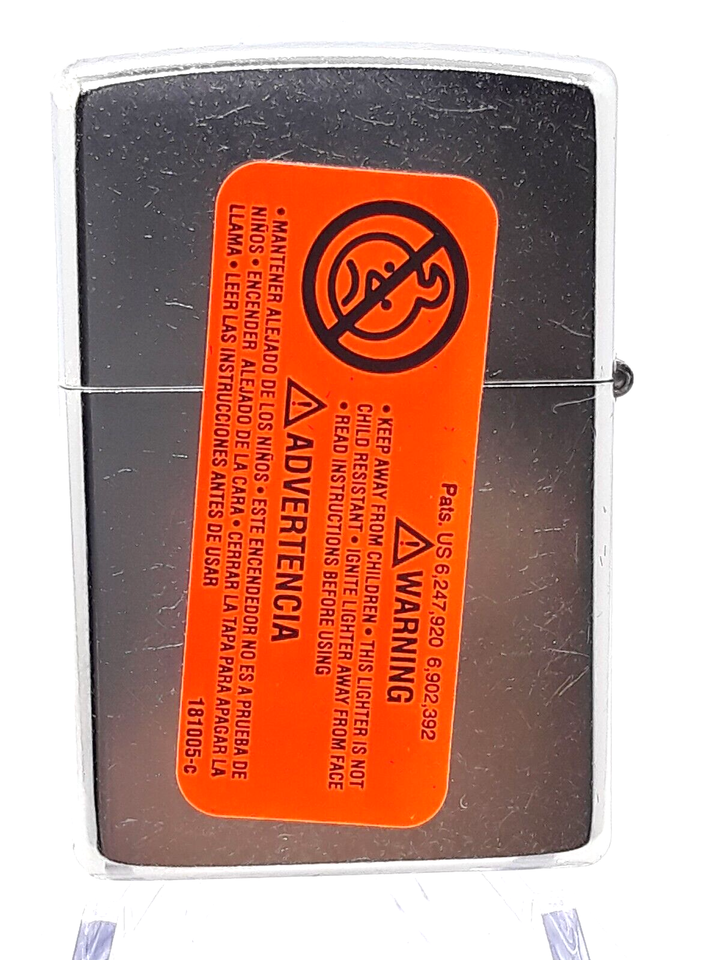 Pats. US 6,247,920 6,902,392
⚠ WARNING
• KEEP AWAY FROM CHILDREN • THIS LIGHTER IS NOT
CHILD RESISTANT • IGNITE LIGHTER AWAY FROM FACE
• READ INSTRUCTIONS BEFORE USING
⚠ ADVERTENCIA
• MANTENER ALEJADO DE LOS NIÑOS • ESTE ENCENDEDOR NO ES A PRUEBA DE
NIÑOS • ENCENDER ALEJADO DE LA CARA • CERRAR LA TAPA PARA APAGAR LA
LLAMA • LEER LAS INSTRUCCIONES ANTES DE USAR
181005-c